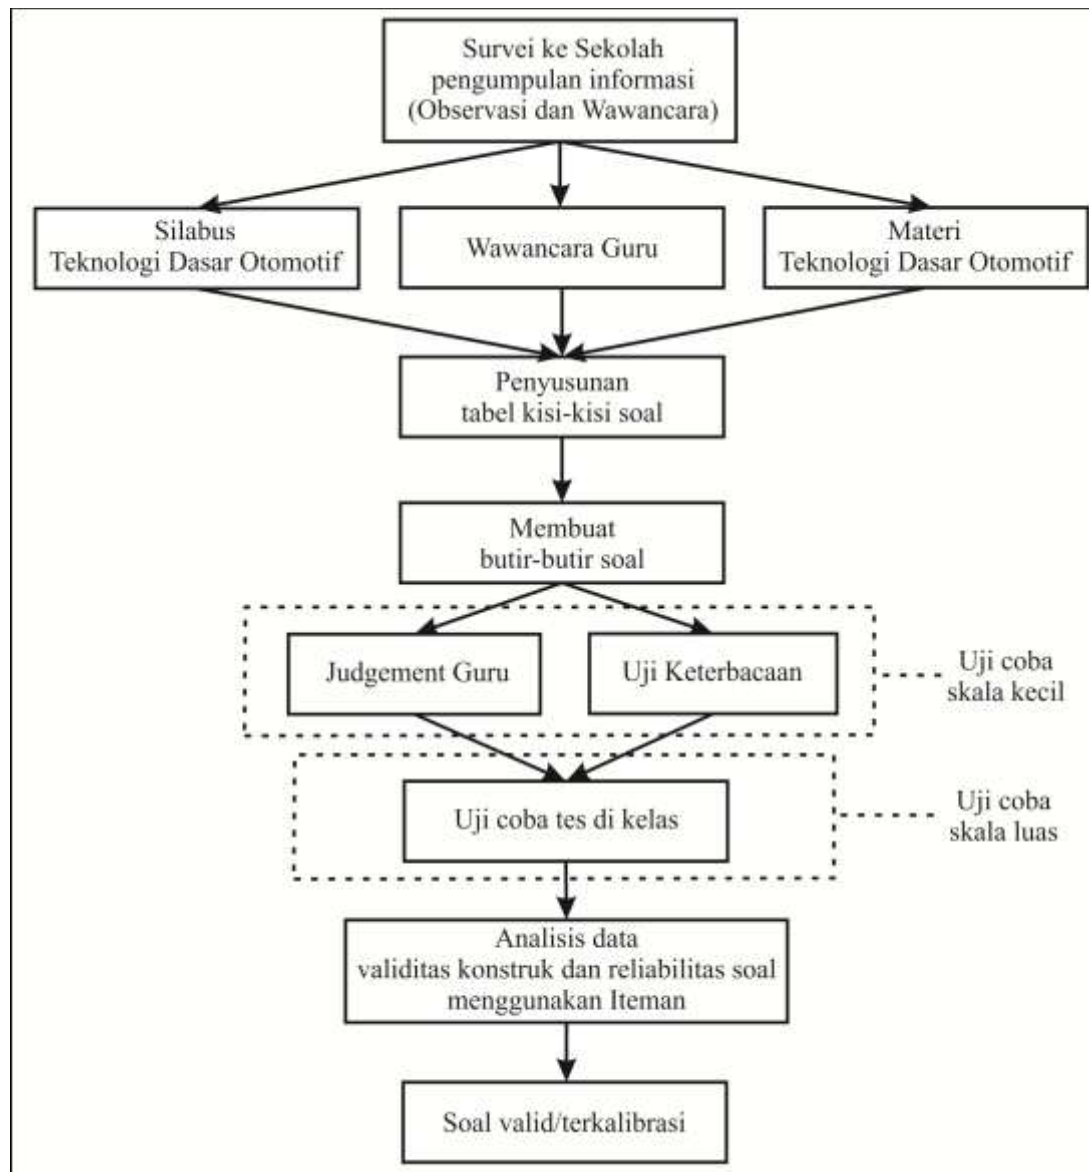 Survei ke Sekolah
pengumpulan informasi
(Observasi dan Wawancara)
Silabus
Teknologi Dasar Otomotif
Wawancara Guru
Materi
Teknologi Dasar Otomotif
Penyusunan
tabel kisi-kisi soal
Membuat
butir-butir soal
Judgement Guru
Uji Keterbacaan
Uji coba
skala kecil
Uji coba tes di kelas
Uji coba
skala luas
Analisis data
validitas konstruk dan reliabilitas soal
menggunakan Iteman
Soal valid/terkalibrasi